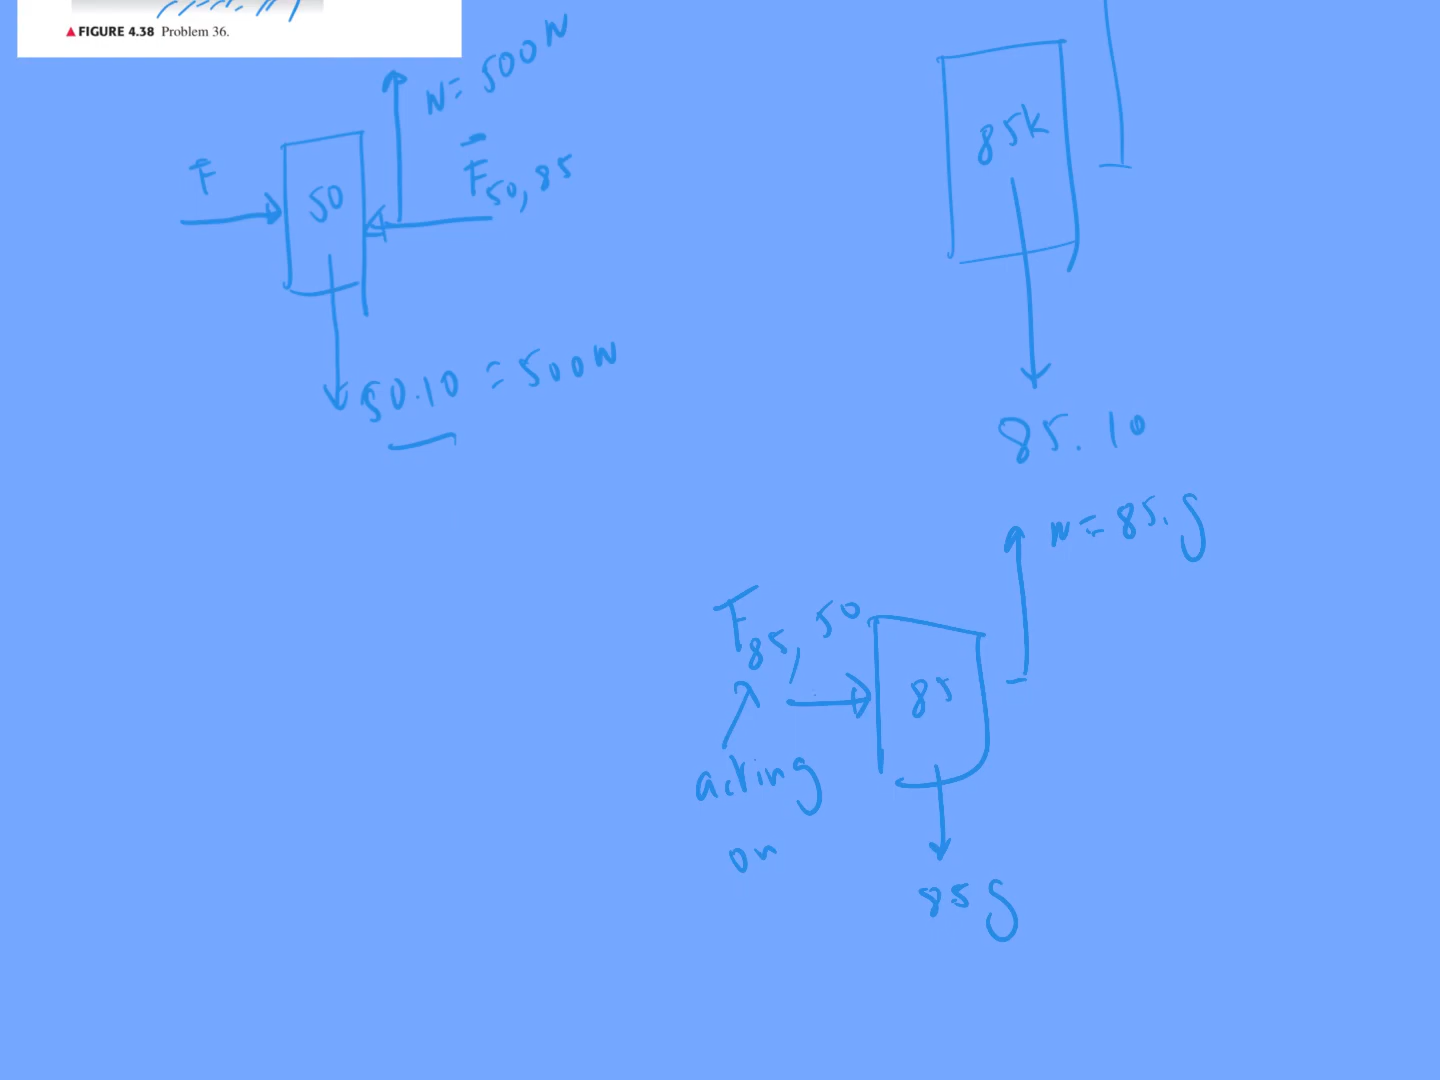 ▲ FIGURE 4.38 Problem 36.
N = 500N
F
50
F50,85
50.10 = 500N
85k
85.10
N = 85.g
F85,50
85
acting
on
85g